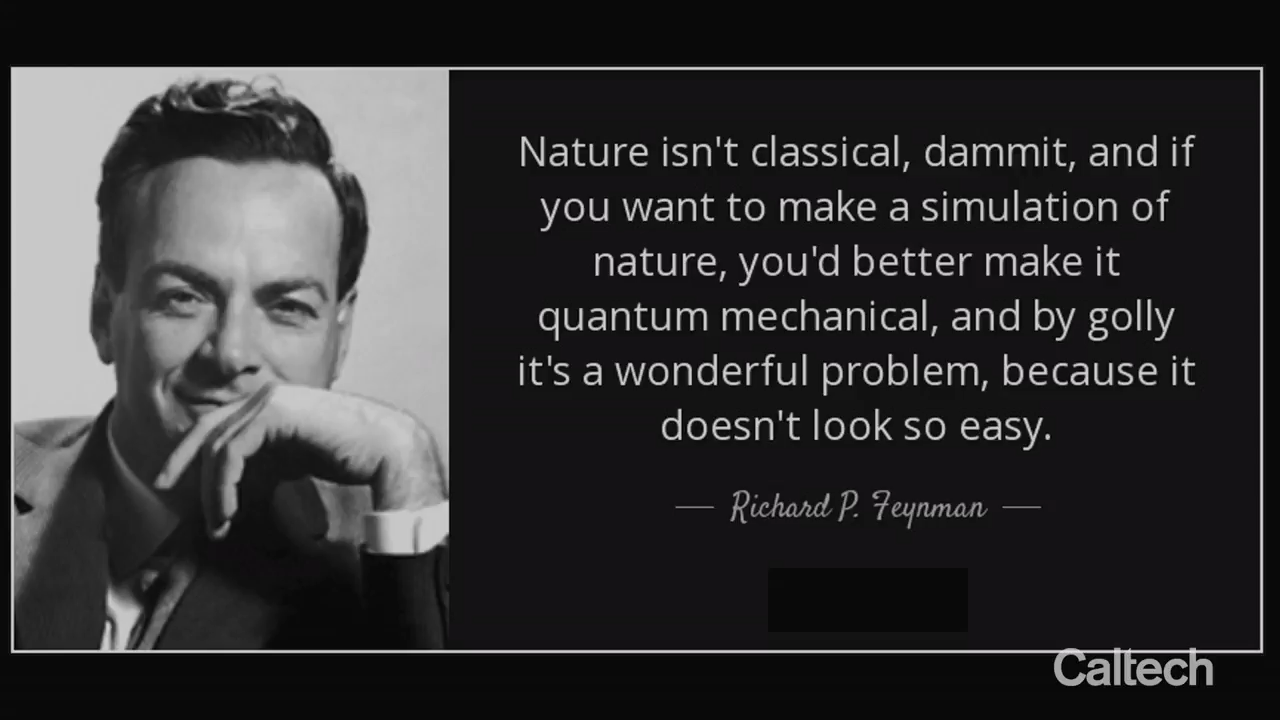 Nature isn't classical, dammit, and if
you want to make a simulation of
nature, you'd better make it
quantum mechanical, and by golly
it's a wonderful problem, because it
doesn't look so easy.
Richard P. Feynman
Caltech